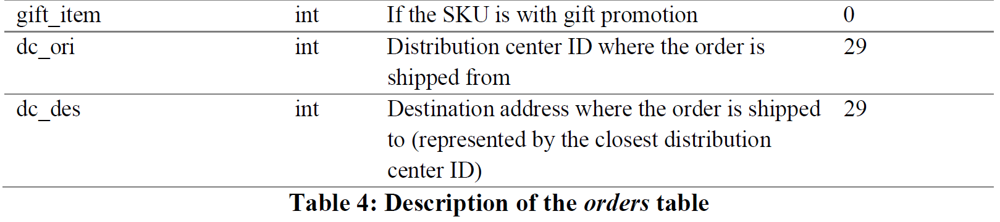 gift_item int If the SKU is with gift promotion 0
dc_ori int Distribution center ID where the order is 29
shipped from
dc_des int Destination address where the order is shipped 29
to (represented by the closest distribution
center ID)
Table 4: Description of the orders table